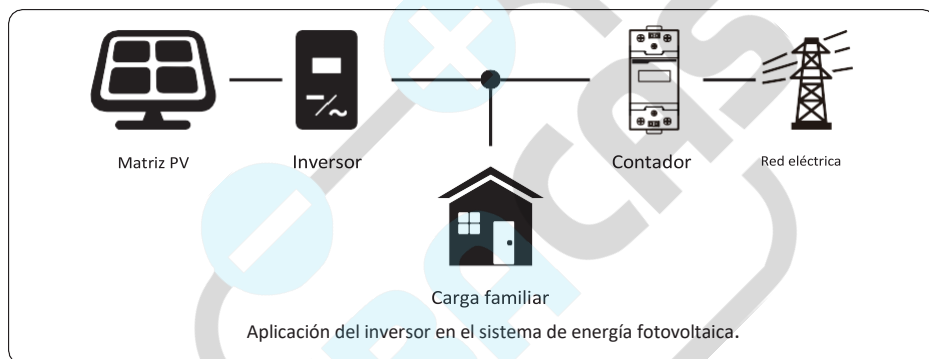 Matriz PV
Inversor
Contador
Red eléctrica
Carga familiar
Aplicación del inversor en el sistema de energía fotovoltaica.